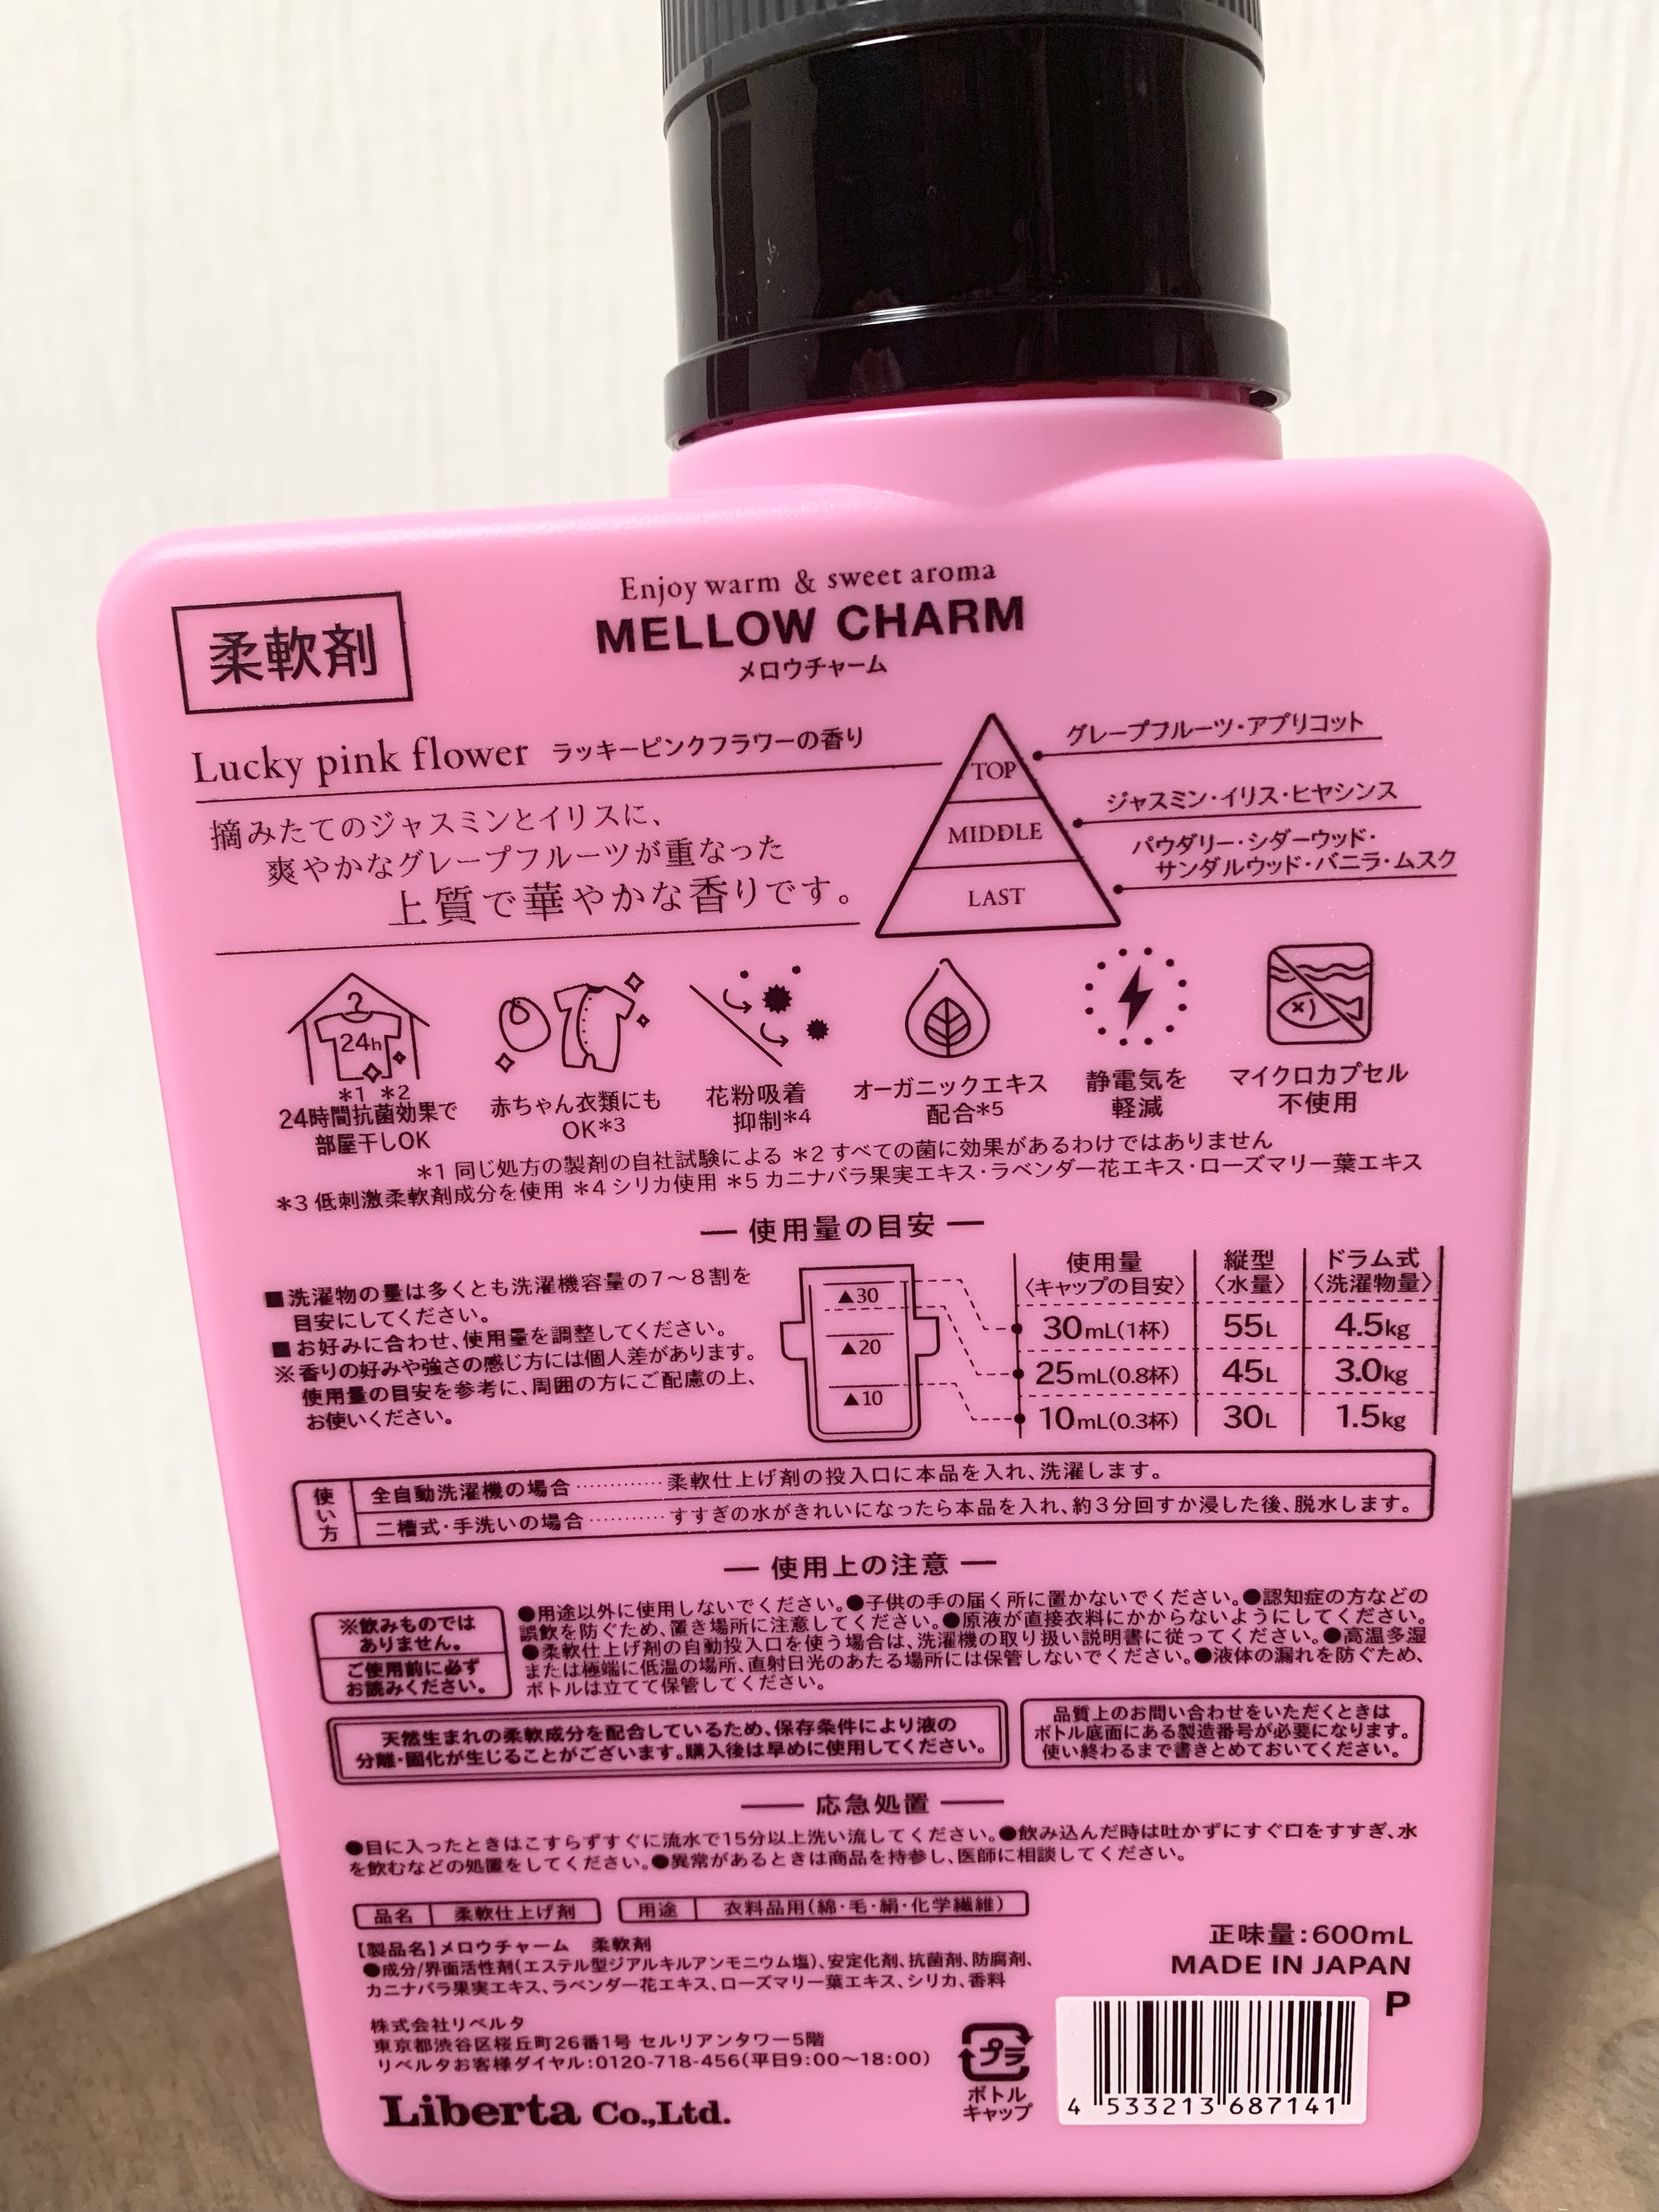 Enjoy warm & sweet aroma
MELLOW CHARM
メロウチャーム
柔軟剤
Lucky pink flower ラッキーピンクフラワーの香り
摘みたてのジャスミンとイリスに、
爽やかなグレープフルーツが重なった
上質で華やかな香りです。
TOP
グレープフルーツ・アプリコット
MIDDLE
ジャスミン・イリス・ヒヤシンス
LAST
パウダリー・シダーウッド・
サンダルウッド・バニラ・ムスク
24h
*1 *2
24時間抗菌効果で
部屋干しOK
赤ちゃん衣類にも
OK*3
花粉吸着
抑制*4
オーガニックエキス
配合*5
静電気を
軽減
マイクロカプセル
不使用
*1 同じ処方の製剤の自社試験による *2 すべての菌に効果があるわけではありません
*3 低刺激柔軟剤成分を使用 *4 シリカ使用 *5 カニナバラ果実エキス・ラベンダー花エキス・ローズマリー葉エキス
— 使用量の目安 —
■洗濯物の量は多くとも洗濯機容量の7〜8割を
目安にしてください。
■お好みに合わせ、使用量を調整してください。
※香りの好みや強さの感じ方には個人差があります。
使用量の目安を参考に、周囲の方にご配慮の上、
お使いください。
▲30
▲20
▲10
使用量 縦型 ドラム式
〈キャップの目安〉 〈水量〉 〈洗濯物量〉
30mL(1杯) 55L 4.5kg
25mL(0.8杯) 45L 3.0kg
10mL(0.3杯) 30L 1.5kg
使い方
全自動洗濯機の場合…………柔軟仕上げ剤の投入口に本品を入れ、洗濯します。
二槽式・手洗いの場合…………すすぎの水がきれいになったら本品を入れ、約3分回すか浸した後、脱水します。
— 使用上の注意 —
※飲みものでは
ありません。
ご使用前に必ず
お読みください。
●用途以外に使用しないでください。●子供の手の届く所に置かないでください。●認知症の方などの
誤飲を防ぐため、置き場所に注意してください。●原液が直接衣料にかからないようにしてください。
●柔軟仕上げ剤の自動投入口を使う場合は、洗濯機の取り扱い説明書に従ってください。●高温多湿
または極端に低温の場所、直射日光のあたる場所には保管しないでください。●液体の漏れを防ぐため、
ボトルは立てて保管してください。
天然生まれの柔軟成分を配合しているため、保存条件により液の
分離・固化が生じることがございます。購入後は早めに使用してください。
品質上のお問い合わせをいただくときは
ボトル底面にある製造番号が必要になります。
使い終わるまで書きとめておいてください。
— 応急処置 —
●目に入ったときはこすらずすぐに流水で15分以上洗い流してください。●飲み込んだ時は吐かずにすぐ口をすすぎ、水
を飲むなどの処置をしてください。●異常があるときは商品を持参し、医師に相談してください。
品名 柔軟仕上げ剤 用途 衣料品用(綿・毛・絹・化学繊維)
【製品名】メロウチャーム 柔軟剤
●成分/界面活性剤(エステル型ジアルキルアンモニウム塩)、安定化剤、抗菌剤、防腐剤、
カニナバラ果実エキス、ラベンダー花エキス、ローズマリー葉エキス、シリカ、香料
株式会社リベルタ
東京都渋谷区桜丘町26番1号 セルリアンタワー5階
リベルタお客様ダイヤル:0120-718-456(平日9:00〜18:00)
Liberta Co.,Ltd.
プラ
ボトル
キャップ
正味量:600mL
MADE IN JAPAN
P
4 533213 687141